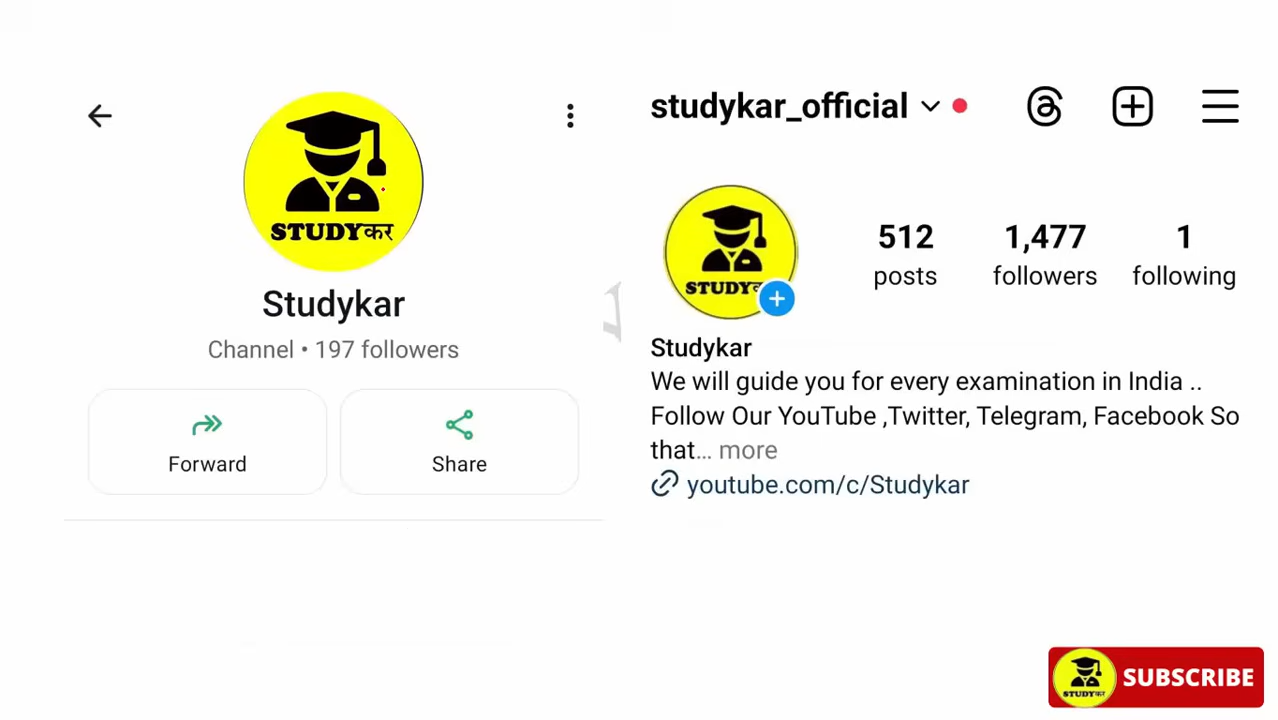 STUDYकर
Studykar
Channel • 197 followers
Forward
Share
studykar_official
STUDY
512
posts
1,477
followers
1
following
Studykar
We will guide you for every examination in India ..
Follow Our YouTube ,Twitter, Telegram, Facebook So
that... more
youtube.com/c/Studykar
STUDYकर
SUBSCRIBE